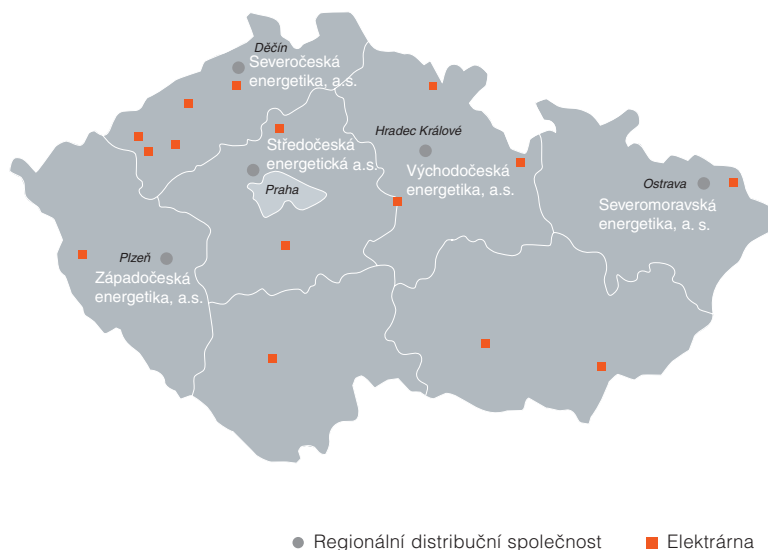 Děčín
Severočeská
energetika, a.s.
Hradec Králové
Středočeská
energetická a.s.
Východočeská
energetika, a.s.
Praha
Ostrava
Severomoravská
energetika, a. s.
Plzeň
Západočeská
energetika, a.s.
Regionální distribuční společnost
Elektrárna